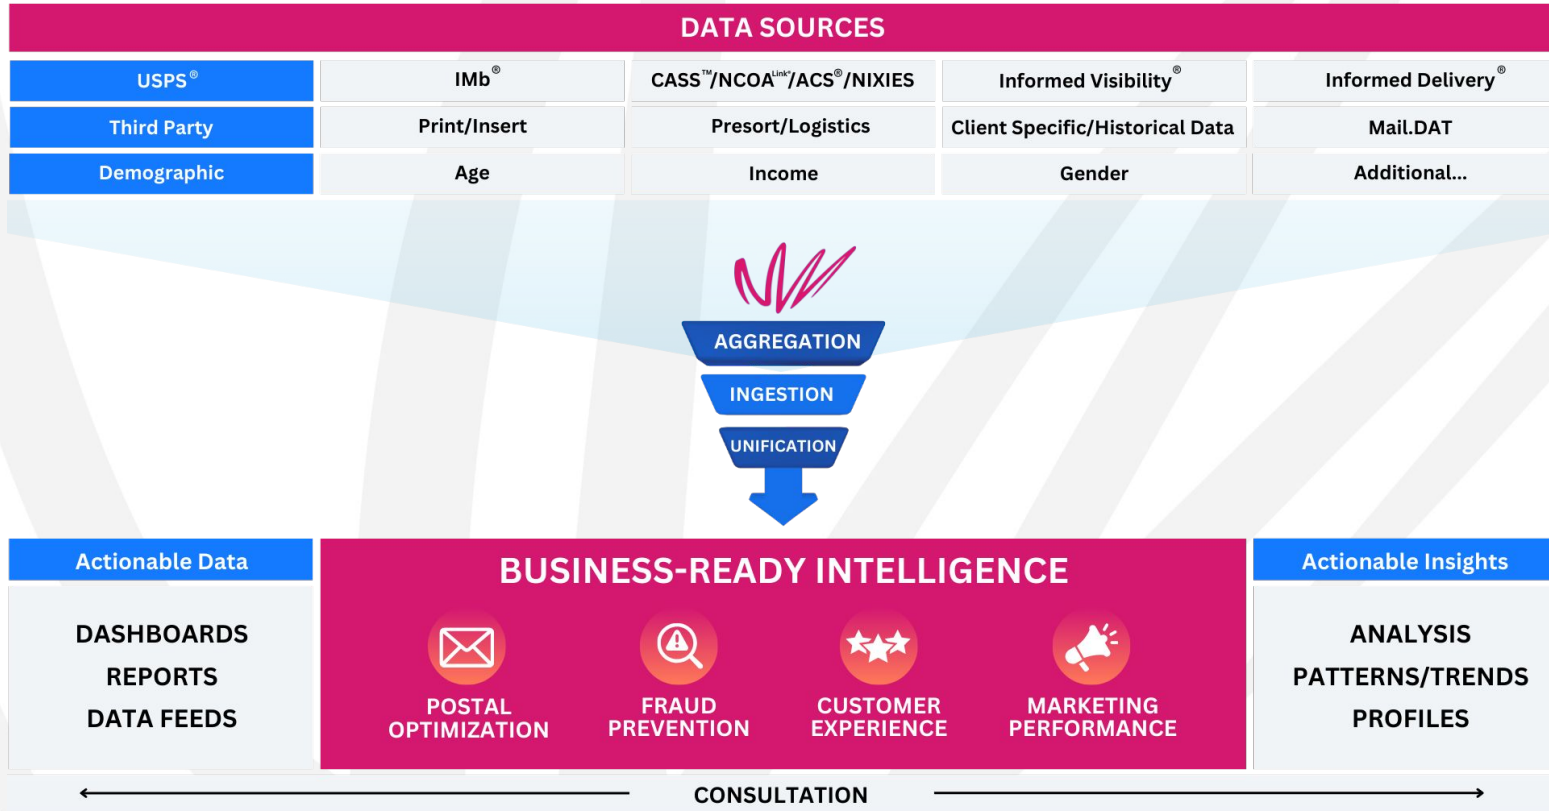 DATA SOURCES
USPS® IMb® CASS™/NCOALink®/ACS®/NIXIES Informed Visibility® Informed Delivery®
Third Party Print/Insert Presort/Logistics Client Specific/Historical Data Mail.DAT
Demographic Age Income Gender Additional...
AGGREGATION
INGESTION
UNIFICATION
Actionable Data
DASHBOARDS
REPORTS
DATA FEEDS
BUSINESS-READY INTELLIGENCE
POSTAL
OPTIMIZATION
FRAUD
PREVENTION
CUSTOMER
EXPERIENCE
MARKETING
PERFORMANCE
Actionable Insights
ANALYSIS
PATTERNS/TRENDS
PROFILES
CONSULTATION